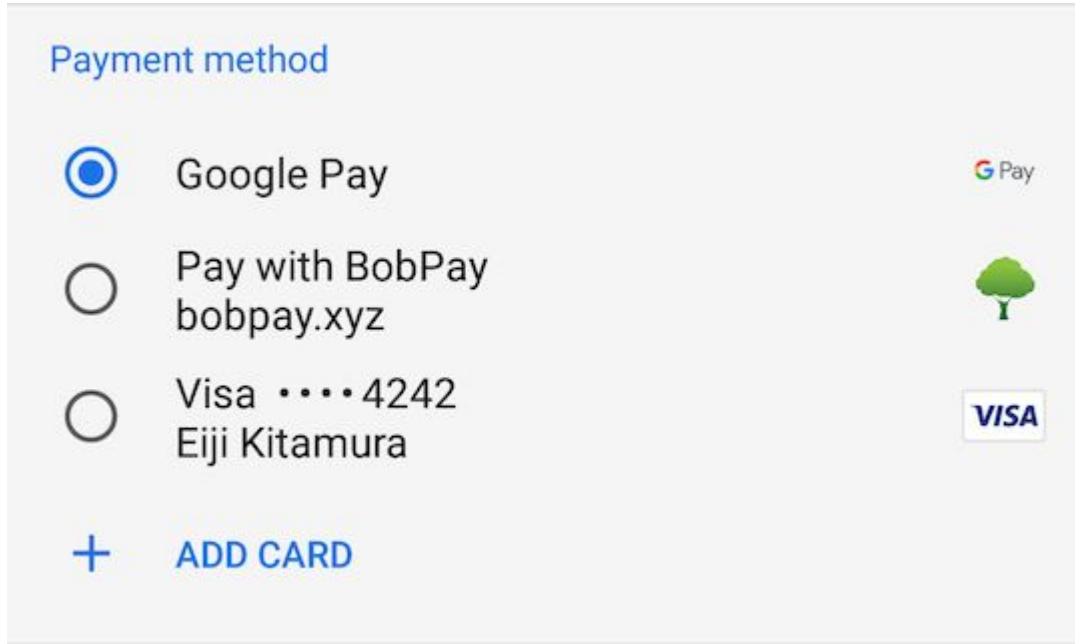 Payment method
Google Pay
G Pay
Pay with BobPay
bobpay.xyz
Visa ····4242
Eiji Kitamura
VISA
+ ADD CARD